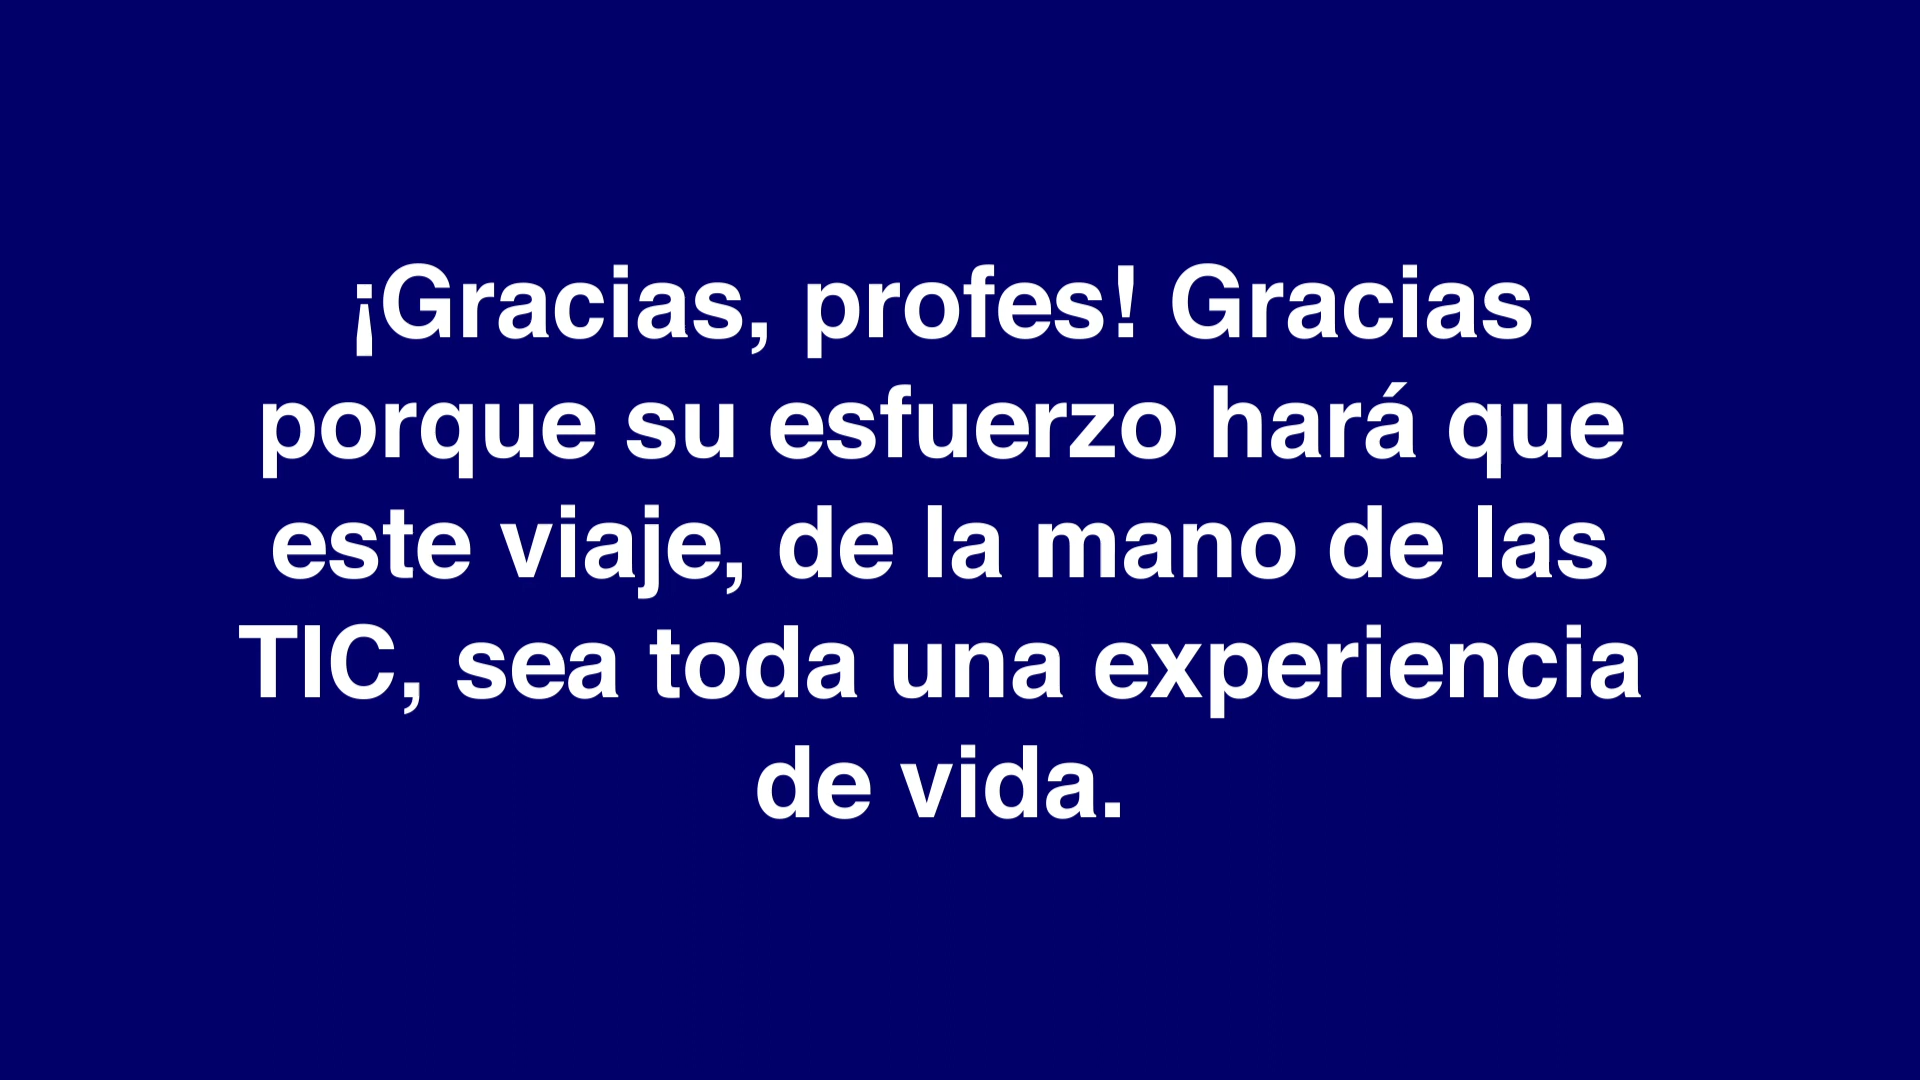 ¡Gracias, profes! Gracias
porque su esfuerzo hará que
este viaje, de la mano de las
TIC, sea toda una experiencia
de vida.